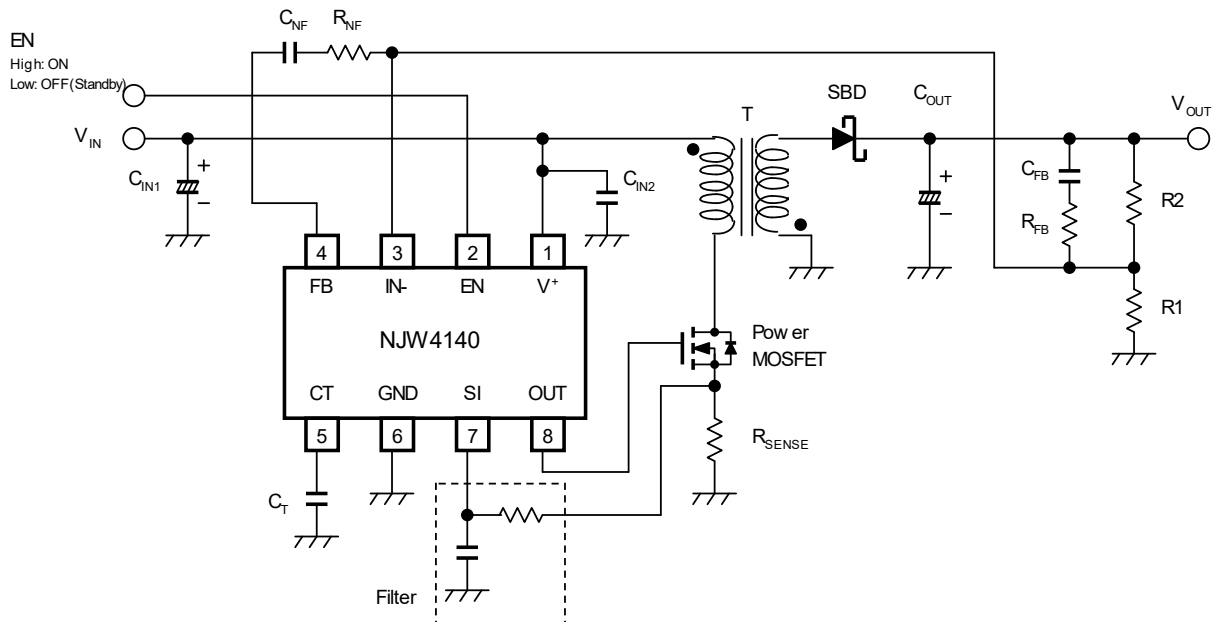 C_NF R_NF
EN
High: ON
Low: OFF(Standby)
V_IN
C_IN1
+
−
C_IN2
T
SBD
C_OUT
+
−
V_OUT
C_FB
R_FB
R2
R1
4 3 2 1
FB IN- EN V⁺
NJW4140
CT GND SI OUT
5 6 7 8
Power
MOSFET
R_SENSE
C_T
Filter